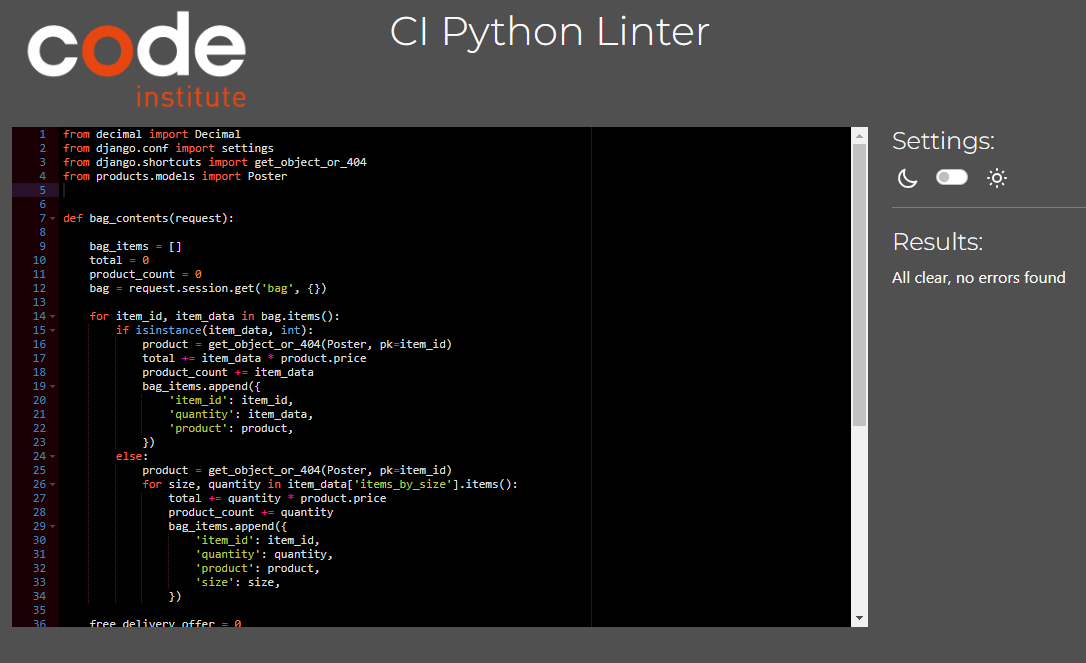 code
institute
CI Python Linter
1 from decimal import Decimal
2 from django.conf import settings
3 from django.shortcuts import get_object_or_404
4 from products.models import Poster
5
6
7 def bag_contents(request):
8
9     bag_items = []
10     total = 0
11     product_count = 0
12     bag = request.session.get('bag', {})
13
14     for item_id, item_data in bag.items():
15         if isinstance(item_data, int):
16             product = get_object_or_404(Poster, pk=item_id)
17             total += item_data * product.price
18             product_count += item_data
19             bag_items.append({
20                 'item_id': item_id,
21                 'quantity': item_data,
22                 'product': product,
23             })
24         else:
25             product = get_object_or_404(Poster, pk=item_id)
26             for size, quantity in item_data['items_by_size'].items():
27                 total += quantity * product.price
28                 product_count += quantity
29                 bag_items.append({
30                     'item_id': item_id,
31                     'quantity': quantity,
32                     'product': product,
33                     'size': size,
34                 })
35
36     free_delivery_offer = 0
Settings:
Results:
All clear, no errors found